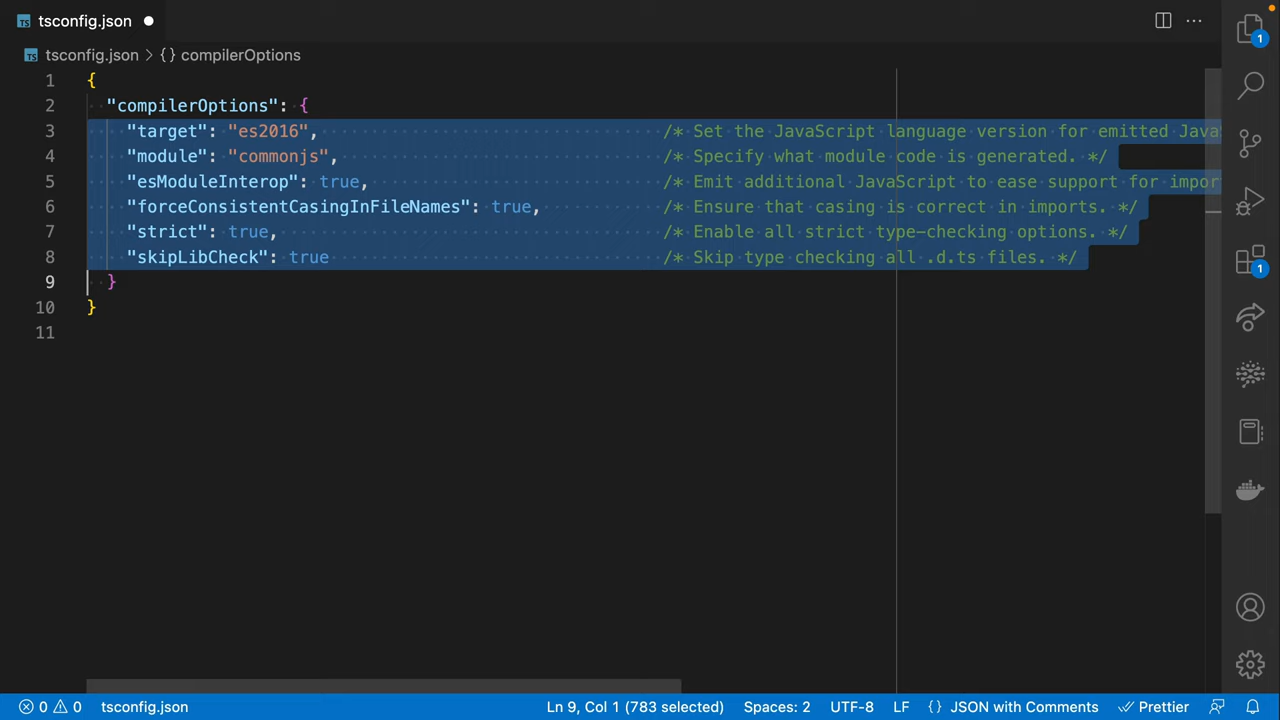 tsconfig.json
tsconfig.json > {} compilerOptions
1 {
2 "compilerOptions": {
3 "target": "es2016", /* Set the JavaScript language version for emitted Java
4 "module": "commonjs", /* Specify what module code is generated. */
5 "esModuleInterop": true, /* Emit additional JavaScript to ease support for impor
6 "forceConsistentCasingInFileNames": true, /* Ensure that casing is correct in imports. */
7 "strict": true, /* Enable all strict type-checking options. */
8 "skipLibCheck": true /* Skip type checking all .d.ts files. */
9 }
10 }
11
1
1
0 0 tsconfig.json Ln 9, Col 1 (783 selected) Spaces: 2 UTF-8 LF {} JSON with Comments Prettier